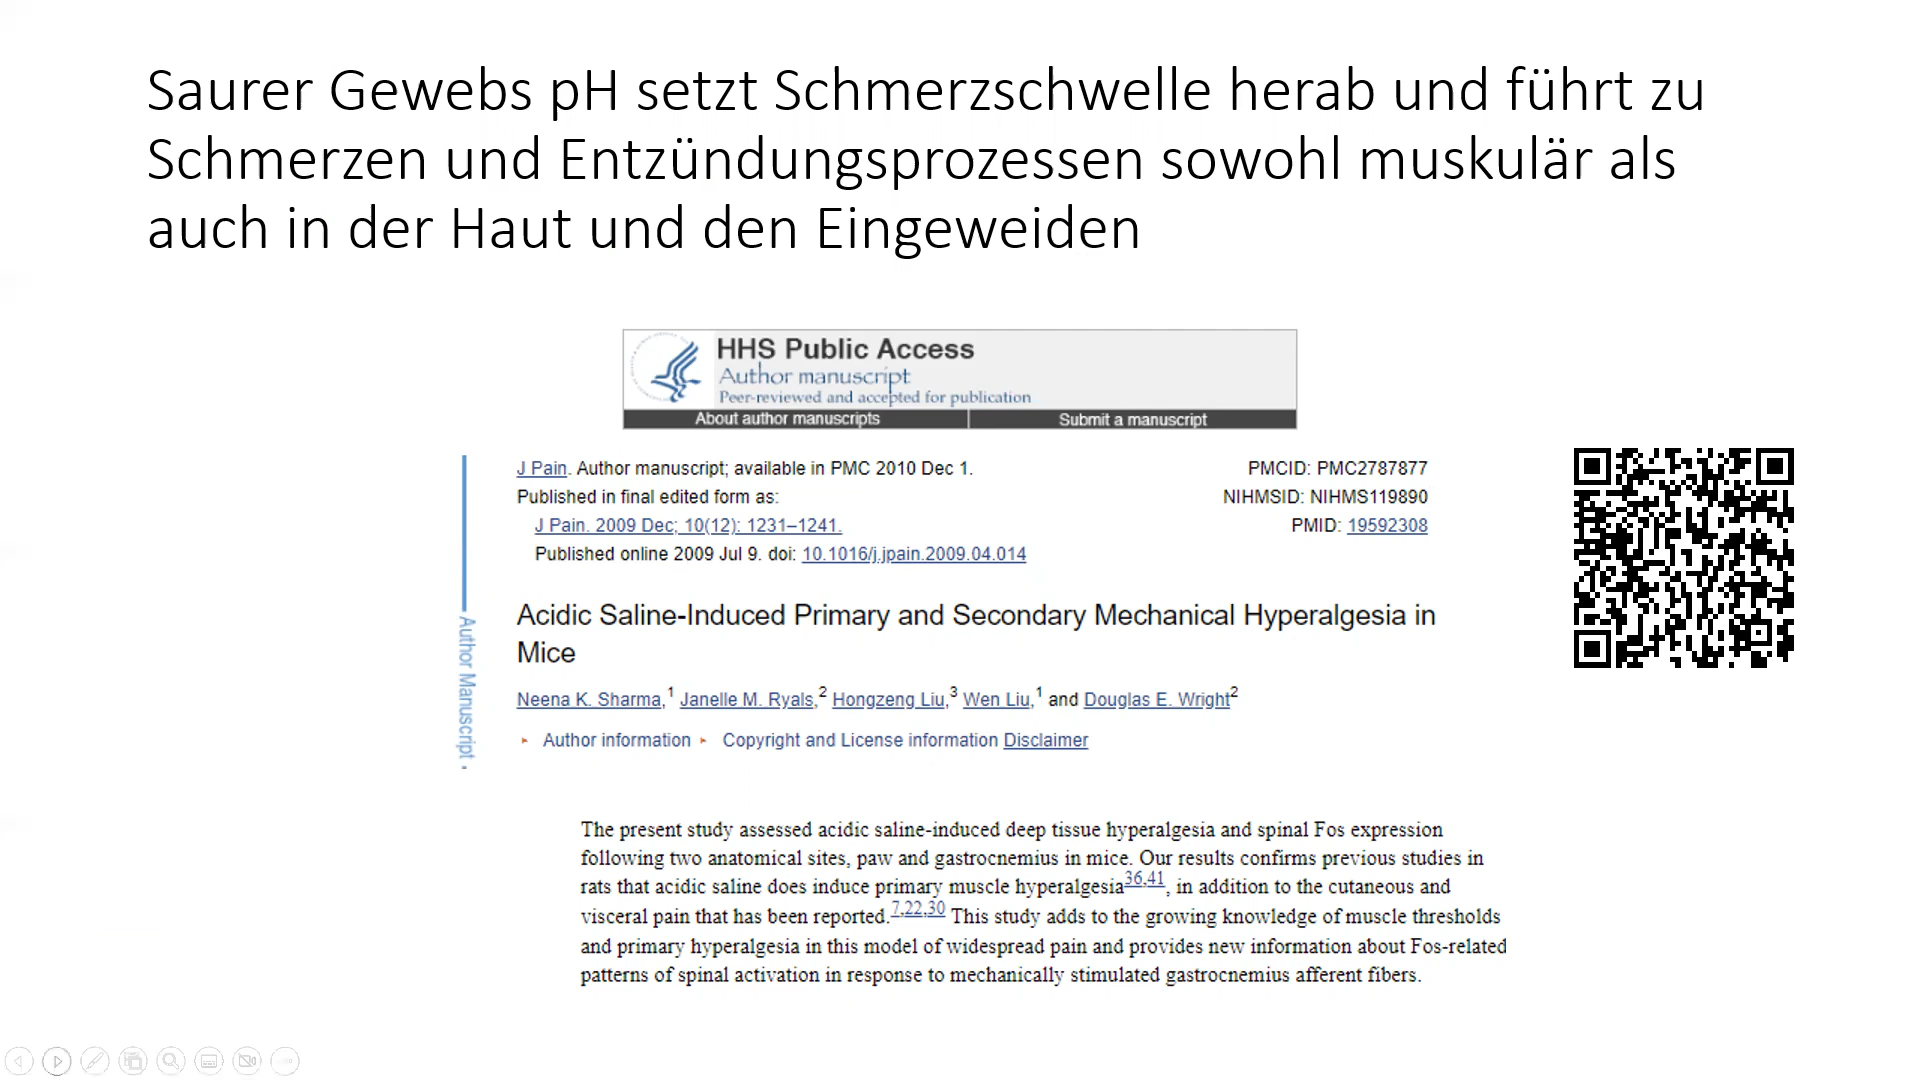 Saurer Gewebs pH setzt Schmerzschwelle herab und führt zu
Schmerzen und Entzündungsprozessen sowohl muskulär als
auch in der Haut und den Eingeweiden
HHS Public Access
Author manuscript
Peer-reviewed and accepted for publication
About author manuscripts
Submit a manuscript
J Pain. Author manuscript; available in PMC 2010 Dec 1.
Published in final edited form as:
J Pain. 2009 Dec; 10(12): 1231–1241.
Published online 2009 Jul 9. doi: 10.1016/j.jpain.2009.04.014
PMCID: PMC2787877
NIHMSID: NIHMS119890
PMID: 19592308
Author Manuscript
Acidic Saline-Induced Primary and Secondary Mechanical Hyperalgesia in
Mice
Neena K. Sharma,1 Janelle M. Ryals,2 Hongzeng Liu,3 Wen Liu,1 and Douglas E. Wright2
Author information Copyright and License information Disclaimer
The present study assessed acidic saline-induced deep tissue hyperalgesia and spinal Fos expression
following two anatomical sites, paw and gastrocnemius in mice. Our results confirms previous studies in
rats that acidic saline does induce primary muscle hyperalgesia36,41, in addition to the cutaneous and
visceral pain that has been reported.7,22,30 This study adds to the growing knowledge of muscle thresholds
and primary hyperalgesia in this model of widespread pain and provides new information about Fos-related
patterns of spinal activation in response to mechanically stimulated gastrocnemius afferent fibers.